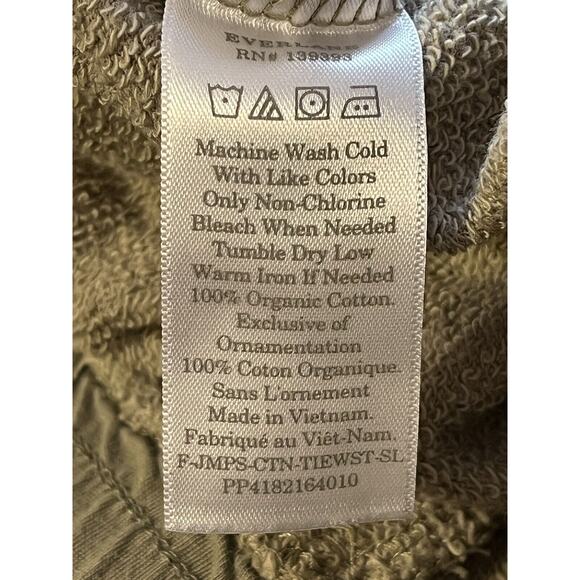 EVERLANE
RN# 139393
Machine Wash Cold
With Like Colors
Only Non-Chlorine
Bleach When Needed
Tumble Dry Low
Warm Iron If Needed
100% Organic Cotton.
Exclusive of
Ornamentation
100% Coton Organique.
Sans L'ornement
Made in Vietnam.
Fabriqué au Viêt-Nam.
F-JMPS-CTN-TIEWST-SL
PP4182164010